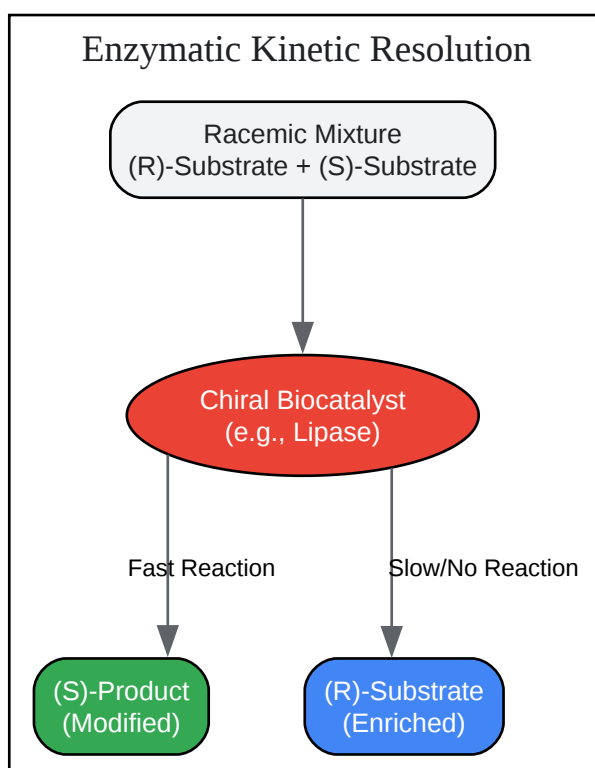 Enzymatic Kinetic Resolution
Racemic Mixture
(R)-Substrate + (S)-Substrate
Chiral Biocatalyst
(e.g., Lipase)
Fast Reaction
Slow/No Reaction
(S)-Product
(Modified)
(R)-Substrate
(Enriched)